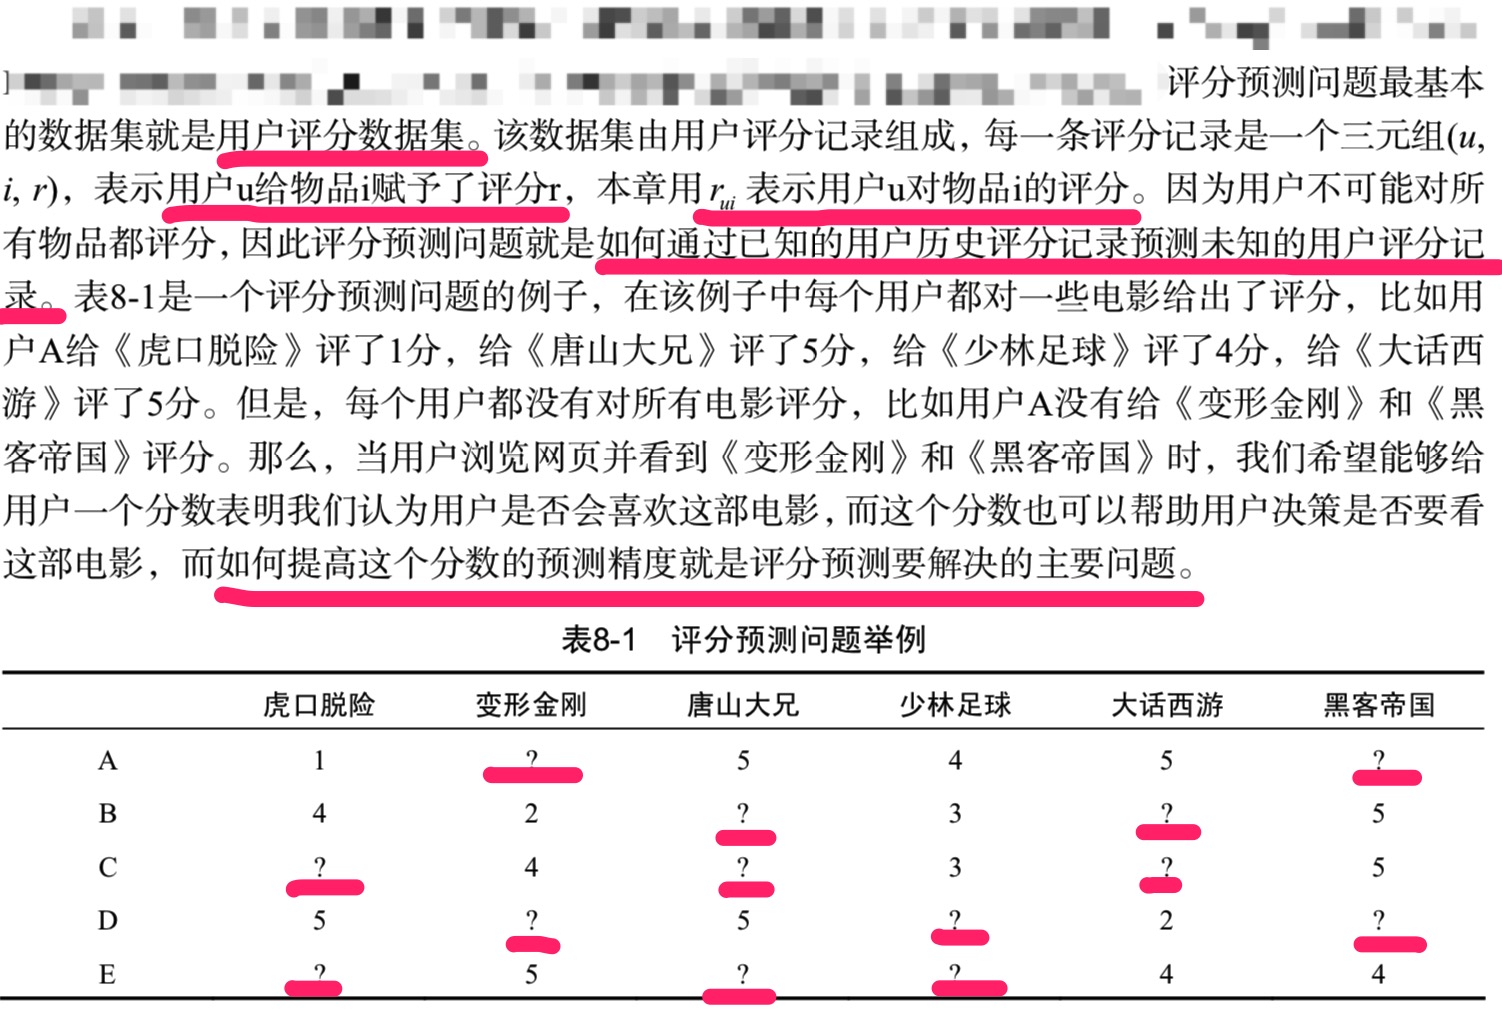 评分预测问题最基本
的数据集就是用户评分数据集。该数据集由用户评分记录组成，每一条评分记录是一个三元组(u,
i, r)，表示用户u给物品i赋予了评分r，本章用 rui 表示用户u对物品i的评分。因为用户不可能对所
有物品都评分，因此评分预测问题就是如何通过已知的用户历史评分记录预测未知的用户评分记
录。表8-1是一个评分预测问题的例子，在该例子中每个用户都对一些电影给出了评分，比如用
户A给《虎口脱险》评了1分，给《唐山大兄》评了5分，给《少林足球》评了4分，给《大话西
游》评了5分。但是，每个用户都没有对所有电影评分，比如用户A没有给《变形金刚》和《黑
客帝国》评分。那么，当用户浏览网页并看到《变形金刚》和《黑客帝国》时，我们希望能够给
用户一个分数表明我们认为用户是否会喜欢这部电影，而这个分数也可以帮助用户决策是否要看
这部电影，而如何提高这个分数的预测精度就是评分预测要解决的主要问题。
表8-1 评分预测问题举例
虎口脱险 变形金刚 唐山大兄 少林足球 大话西游 黑客帝国
A 1 ? 5 4 5 ?
B 4 2 ? 3 ? 5
C ? 4 ? 3 ? 5
D 5 ? 5 ? 2 ?
E ? 5 ? ? 4 4